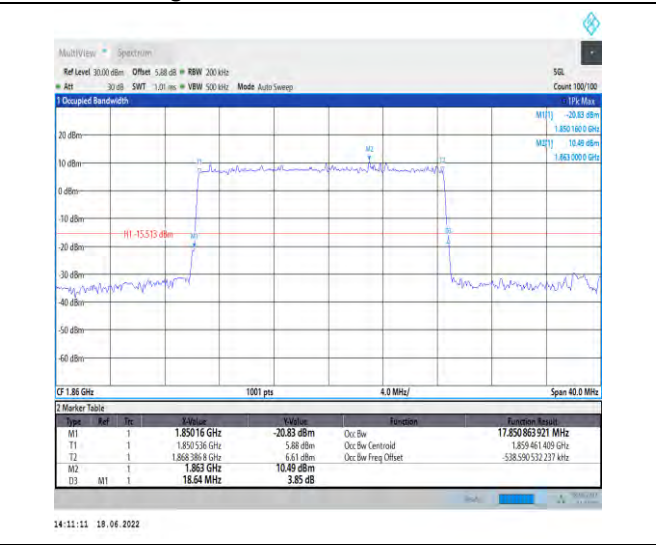 MultiView Spectrum
Ref Level 30.00 dBm Offset 5.88 dB RBW 200 kHz SGL
Att 30 dB SWT 1.01 ms VBW 500 kHz Mode Auto Sweep Count 100/100
1 Occupied Bandwidth 1Pk Max
M1[1] -20.83 dBm
1.850 160 0 GHz
M2[1] 10.49 dBm
1.863 000 0 GHz
20 dBm
M2
10 dBm
T1 T2
0 dBm
-10 dBm
H1 -15.513 dBm M1 D3
-20 dBm
-30 dBm
-40 dBm
-50 dBm
-60 dBm
CF 1.86 GHz 1001 pts 4.0 MHz/ Span 40.0 MHz
2 Marker Table
Type Ref Trc X-Value Y-Value Function Function Result
M1 1 1.85016 GHz -20.83 dBm Occ Bw 17.850 863 921 MHz
T1 1 1.850 536 GHz 5.88 dBm Occ Bw Centroid 1.859 461 409 GHz
T2 1 1.868 386 8 GHz 6.61 dBm Occ Bw Freq Offset -538.590 532 237 kHz
M2 1 1.863 GHz 10.49 dBm
D3 M1 1 18.64 MHz 3.85 dB
14:11:11 18.06.2022